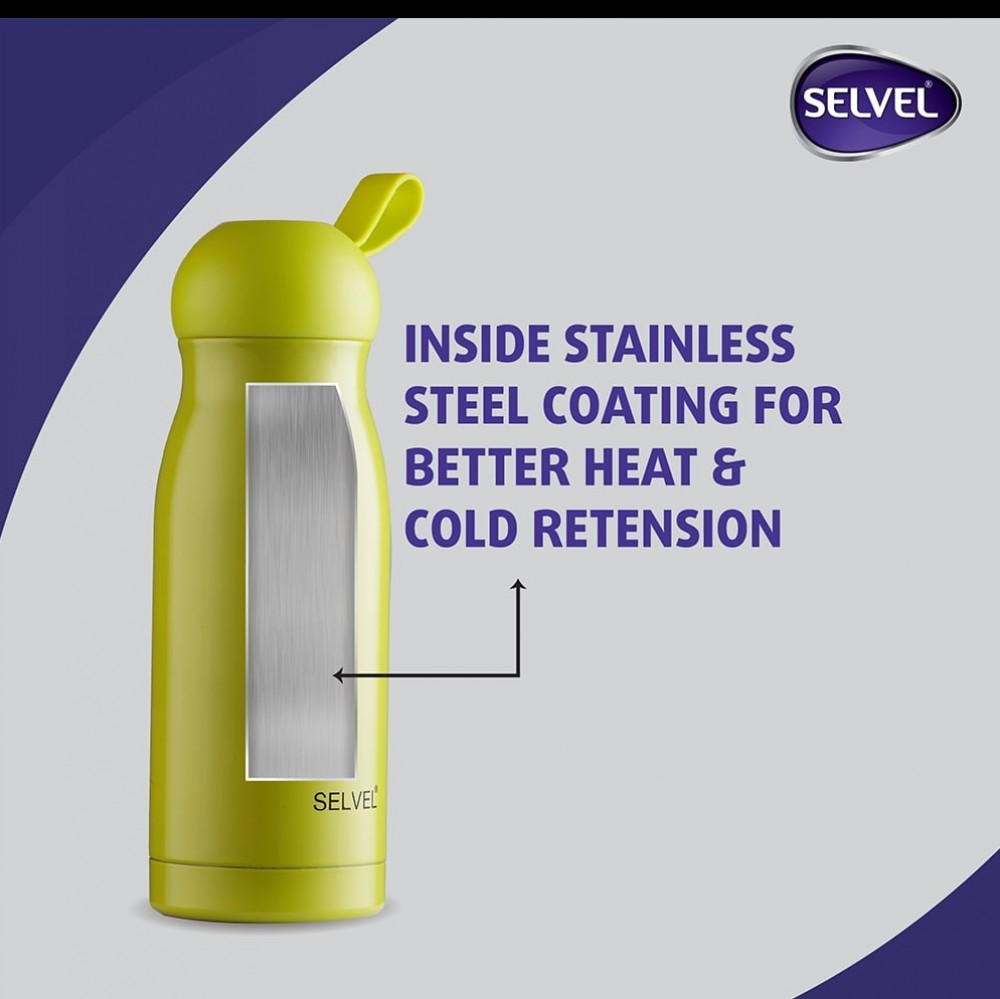 SELVEL®
INSIDE STAINLESS
STEEL COATING FOR
BETTER HEAT &
COLD RETENSION
SELVEL®